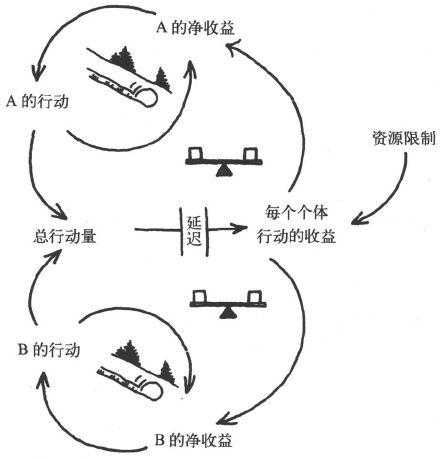 A 的净收益
A 的行动
资源限制
总行动量
延迟
每个个体
行动的收益
B 的行动
B 的净收益